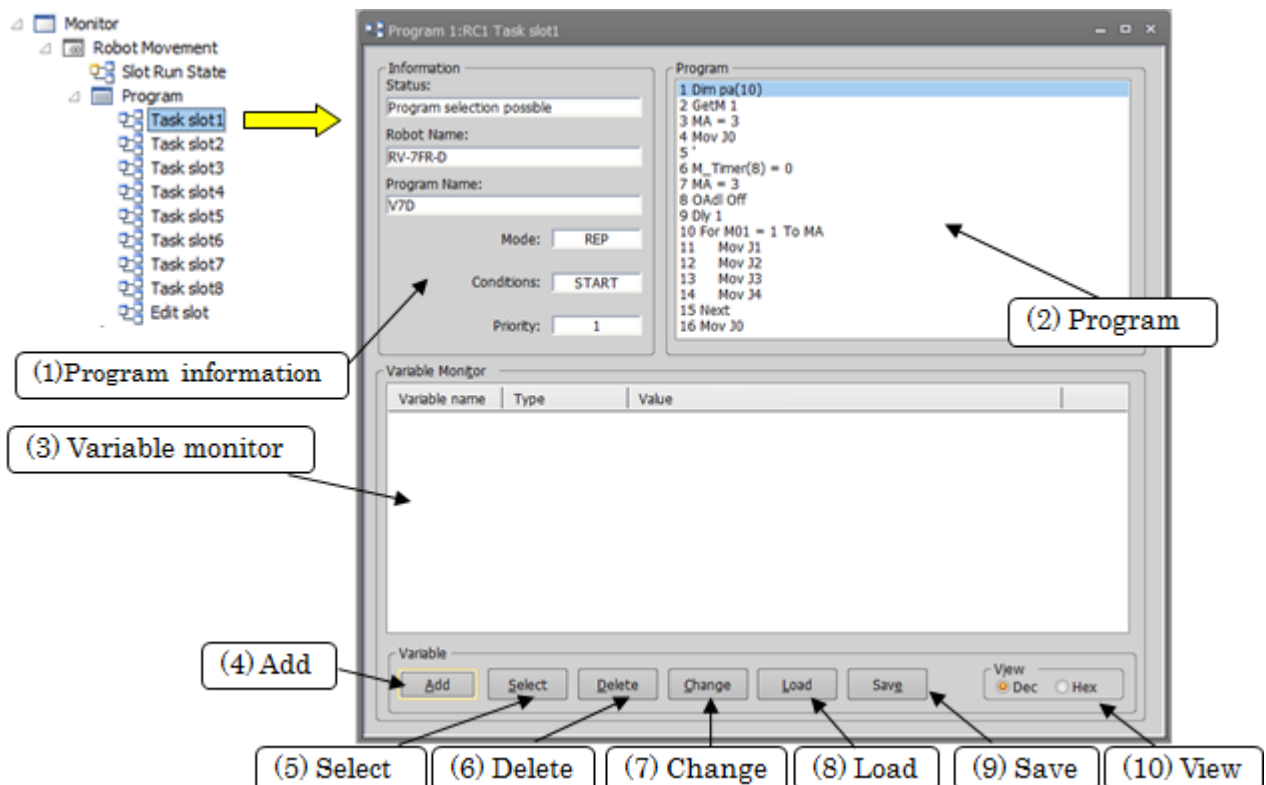 Monitor
Robot Movement
Slot Run State
Program
Task slot1
Task slot2
Task slot3
Task slot4
Task slot5
Task slot6
Task slot7
Task slot8
Edit slot
Program 1:RC1 Task slot1
Information
Status:
Program selection possible
Robot Name:
RV-7FR-D
Program Name:
V7D
Mode: REP
Conditions: START
Priority: 1
Program
1 Dim pa(10)
2 GetM 1
3 MA = 3
4 Mov J0
5 '
6 M_Timer(8) = 0
7 MA = 3
8 OAdl Off
9 Dly 1
10 For M01 = 1 To MA
11 Mov J1
12 Mov J2
13 Mov J3
14 Mov J4
15 Next
16 Mov J0
(1)Program information
(2) Program
Variable Monitor
Variable name Type Value
(3) Variable monitor
(4) Add
Variable
Add Select Delete Change Load Save
View
Dec Hex
(5) Select (6) Delete (7) Change (8) Load (9) Save (10) View